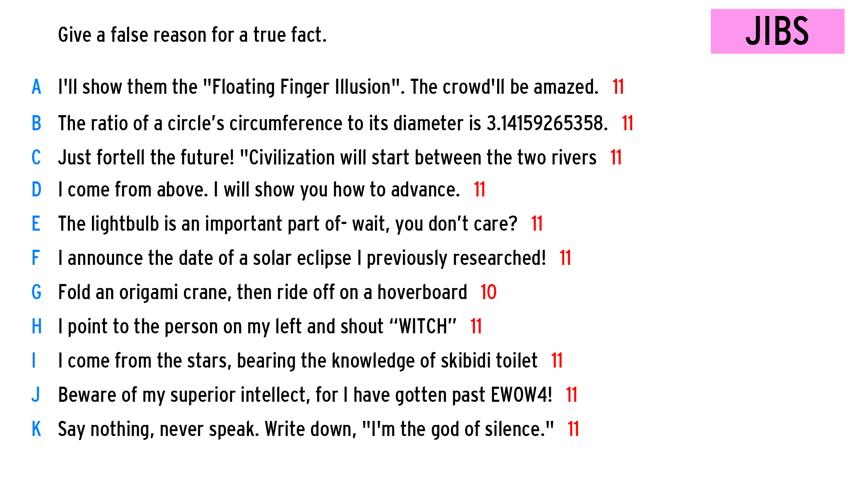 Give a false reason for a true fact.
JIBS
A I'll show them the "Floating Finger Illusion". The crowd'll be amazed. 11
B The ratio of a circle’s circumference to its diameter is 3.14159265358. 11
C Just fortell the future! "Civilization will start between the two rivers 11
D I come from above. I will show you how to advance. 11
E The lightbulb is an important part of- wait, you don’t care? 11
F I announce the date of a solar eclipse I previously researched! 11
G Fold an origami crane, then ride off on a hoverboard 10
H I point to the person on my left and shout “WITCH” 11
I I come from the stars, bearing the knowledge of skibidi toilet 11
J Beware of my superior intellect, for I have gotten past EWOW4! 11
K Say nothing, never speak. Write down, "I'm the god of silence." 11